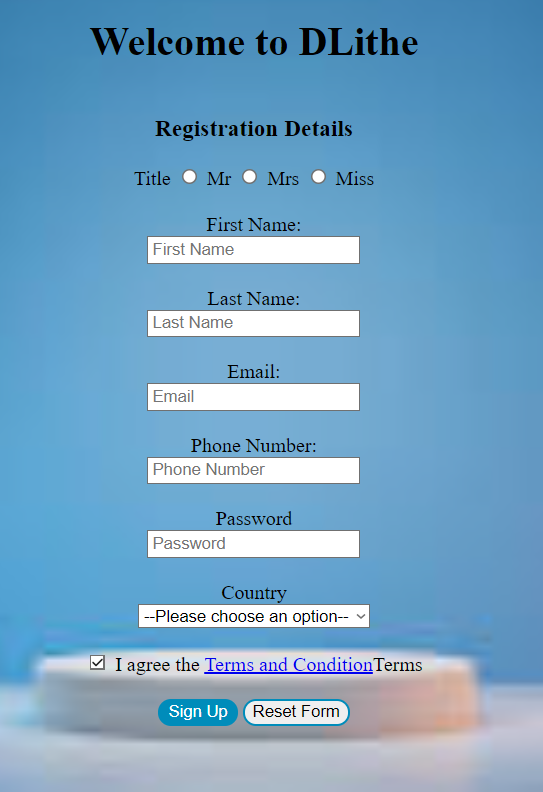 Welcome to DLithe
Registration Details
Title Mr Mrs Miss
First Name:
First Name
Last Name:
Last Name
Email:
Email
Phone Number:
Phone Number
Password
Password
Country
--Please choose an option--
I agree the Terms and ConditionTerms
Sign Up Reset Form